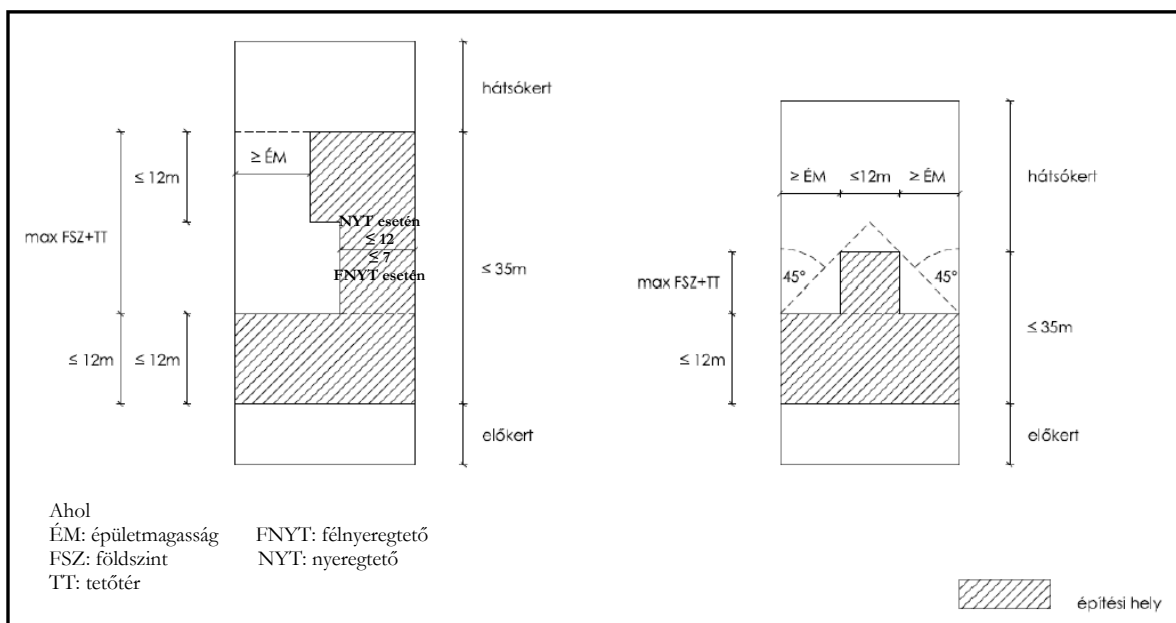 hátsókert
≥ ÉM
≤ 12m
max FSZ+TT
NYT esetén
≤ 12
≤ 7
FNYT esetén
≤ 35m
≤ 12m
≤ 12m
előkert
hátsókert
≥ ÉM
≤12m
≥ ÉM
45°
45°
max FSZ+TT
≤ 35m
≤ 12m
előkert
Ahol
ÉM: épületmagasság FNYT: félnyeregtető
FSZ: földszint NYT: nyeregtető
TT: tetőtér
építési hely